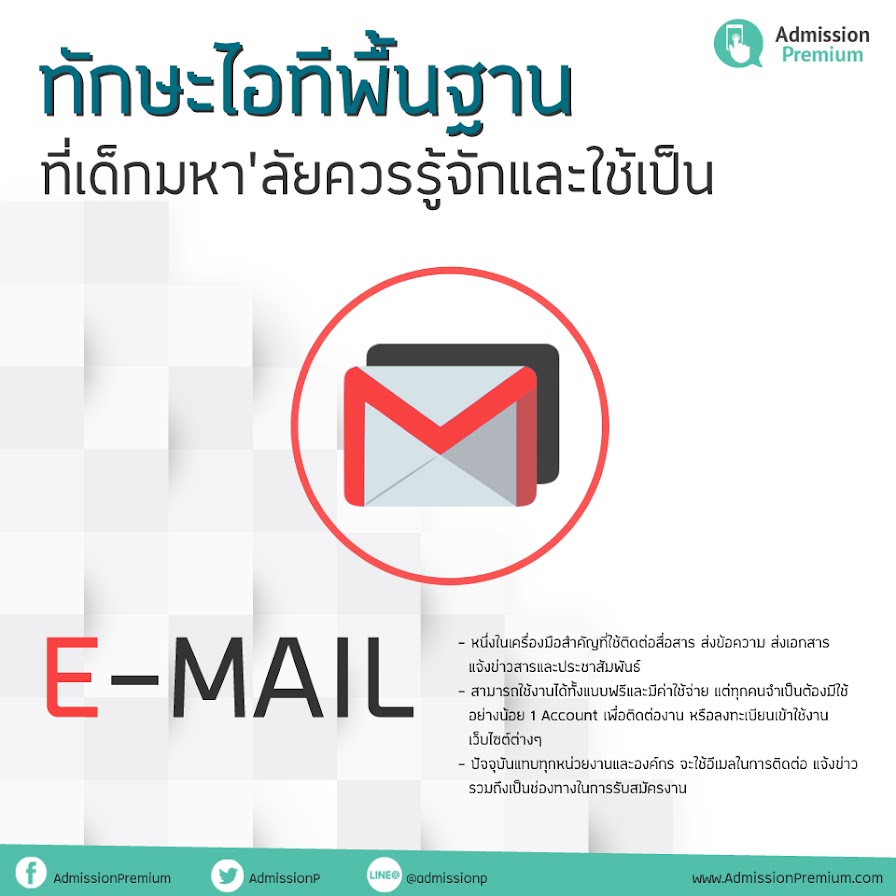 Admission
Premium
ทักษะไอทีพื้นฐาน
ที่เด็กมหา'ลัยควรรู้จักและใช้เป็น
E-MAIL
- หนึ่งในเครื่องมือสำคัญที่ใช้ติดต่อสื่อสาร ส่งข้อความ ส่งเอกสาร
แจ้งข่าวสารและประชาสัมพันธ์
- สามารถใช้งานได้ทั้งแบบฟรีและมีค่าใช้จ่าย แต่ทุกคนจำเป็นต้องมีใช้
อย่างน้อย 1 Account เพื่อติดต่องาน หรือลงทะเบียนเข้าใช้งาน
เว็บไซต์ต่างๆ
- ปัจจุบันแทบทุกหน่วยงานและองค์กร จะใช้อีเมลในการติดต่อ แจ้งข่าว
รวมถึงเป็นช่องทางในการรับสมัครงาน
f AdmissionPremium
AdmissionP
LINE@ @admissionp
www.AdmissionPremium.com